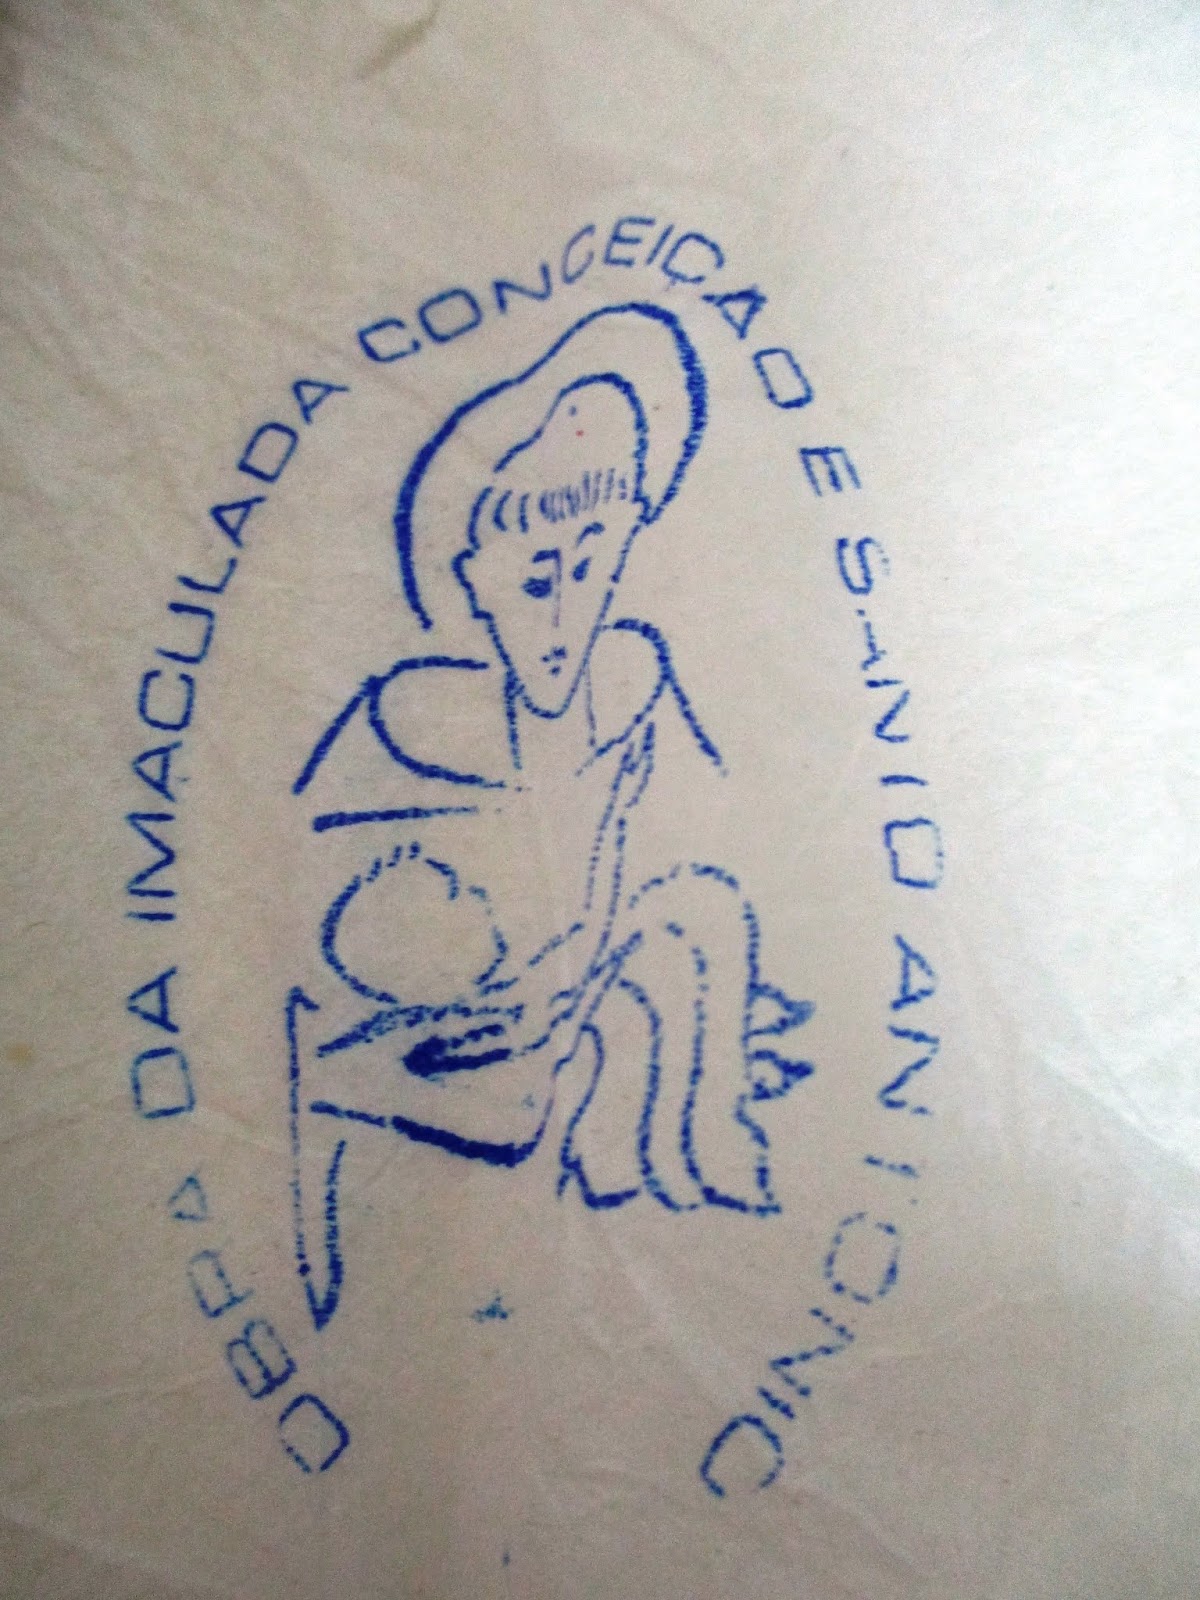 OBRA DA IMACULADA CONCEIÇÃO E SANTO ANTONIO